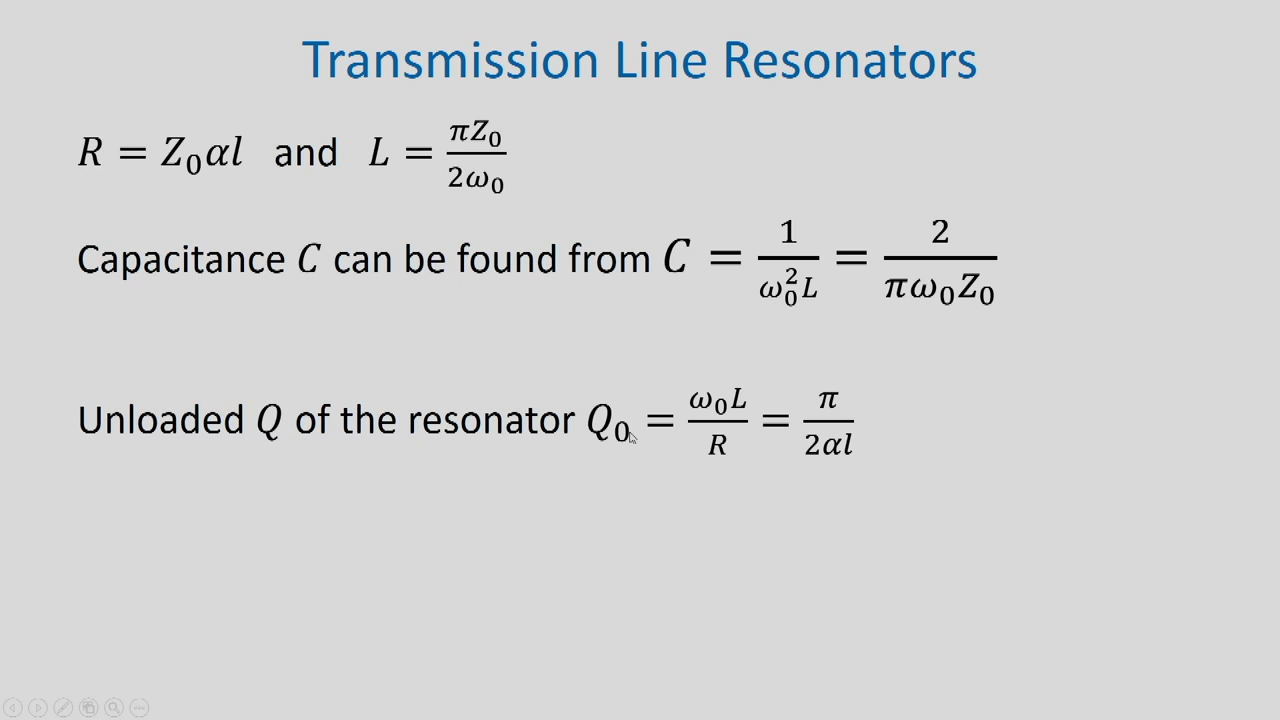 Transmission Line Resonators
R = Z₀αl and L = πZ₀/2ω₀
Capacitance C can be found from C = 1/ω₀²L = 2/πω₀Z₀
Unloaded Q of the resonator Q₀ = ω₀L/R = π/2αl